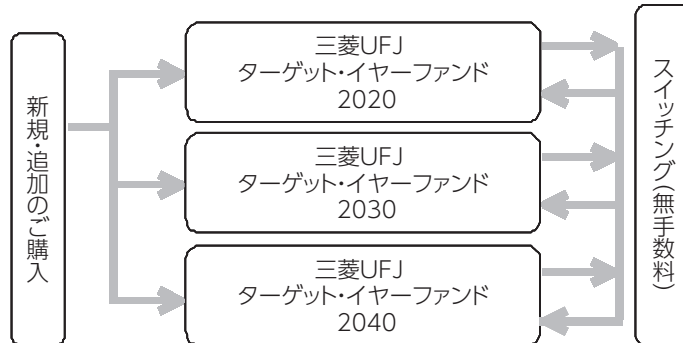 新規・追加のご購入
三菱UFJ
ターゲット・イヤーファンド
2020
三菱UFJ
ターゲット・イヤーファンド
2030
三菱UFJ
ターゲット・イヤーファンド
2040
スイッチング(無手数料)